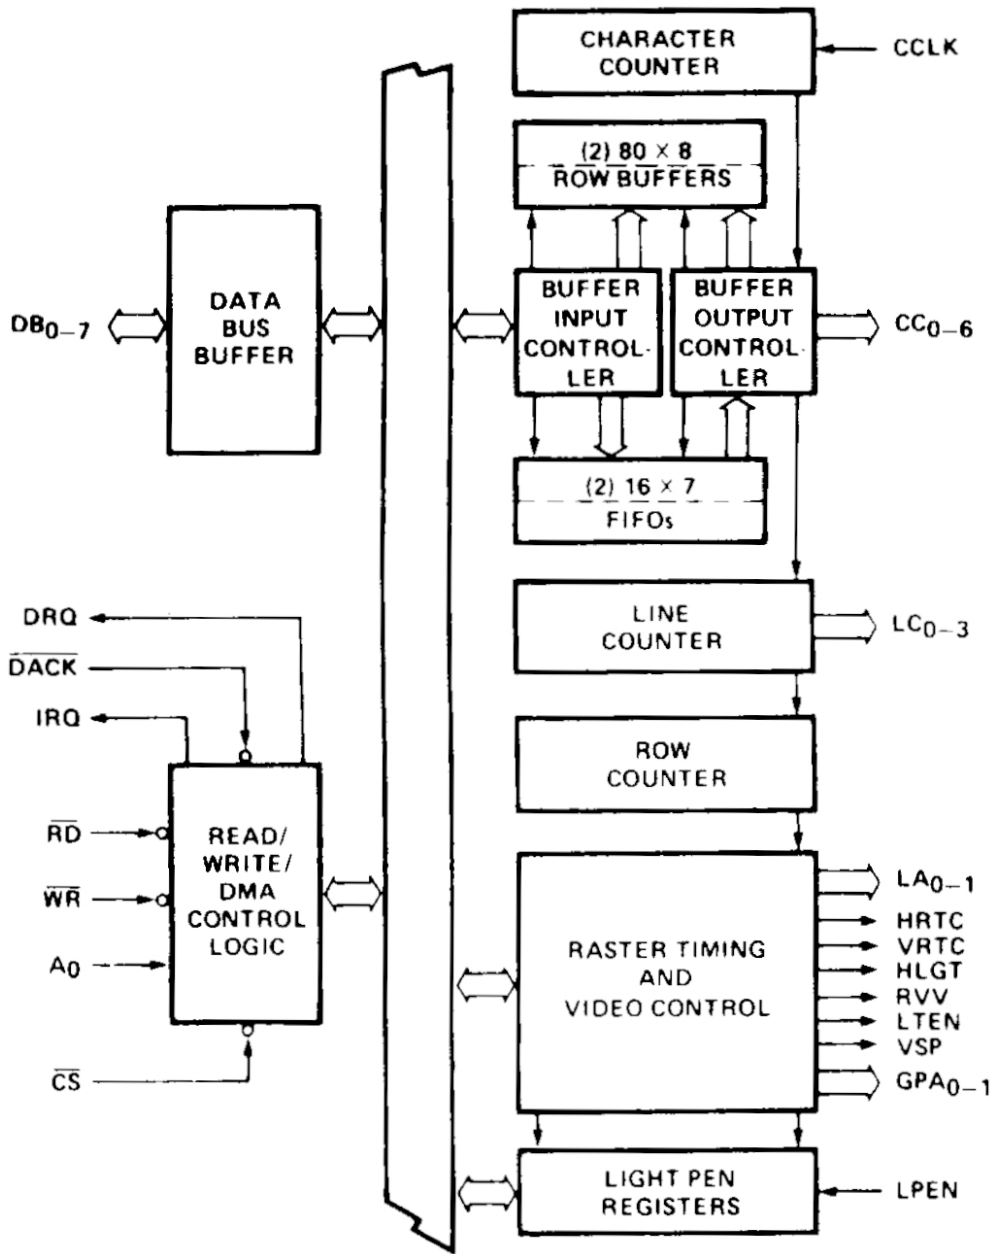 CHARACTER
COUNTER
CCLK
(2) 80 × 8
ROW BUFFERS
DATA
BUS
BUFFER
DB0–7
BUFFER
INPUT
CONTROL-
LER
BUFFER
OUTPUT
CONTROL-
LER
CC0–6
(2) 16 × 7
FIFOs
DRQ
DACK
IRQ
LINE
COUNTER
LC0–3
ROW
COUNTER
RD
WR
A0
CS
READ/
WRITE/
DMA
CONTROL
LOGIC
RASTER TIMING
AND
VIDEO CONTROL
LA0–1
HRTC
VRTC
HLGT
RVV
LTEN
VSP
GPA0–1
LIGHT PEN
REGISTERS
LPEN